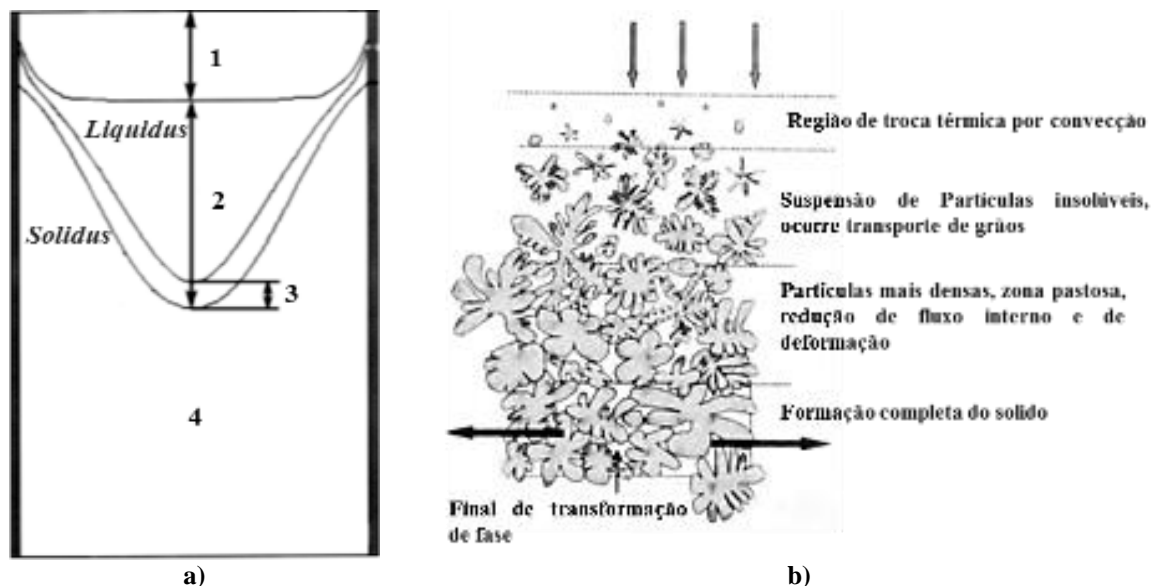 1
Liquidus
2
Solidus
3
4
a)
Região de troca térmica por convecção
Suspensão de Partículas insolúveis,
ocurre transporte de grãos
Partículas mais densas, zona pastosa,
redução de fluxo interno e de
deformação
Formação completa do solido
Final de transformação
de fase
b)